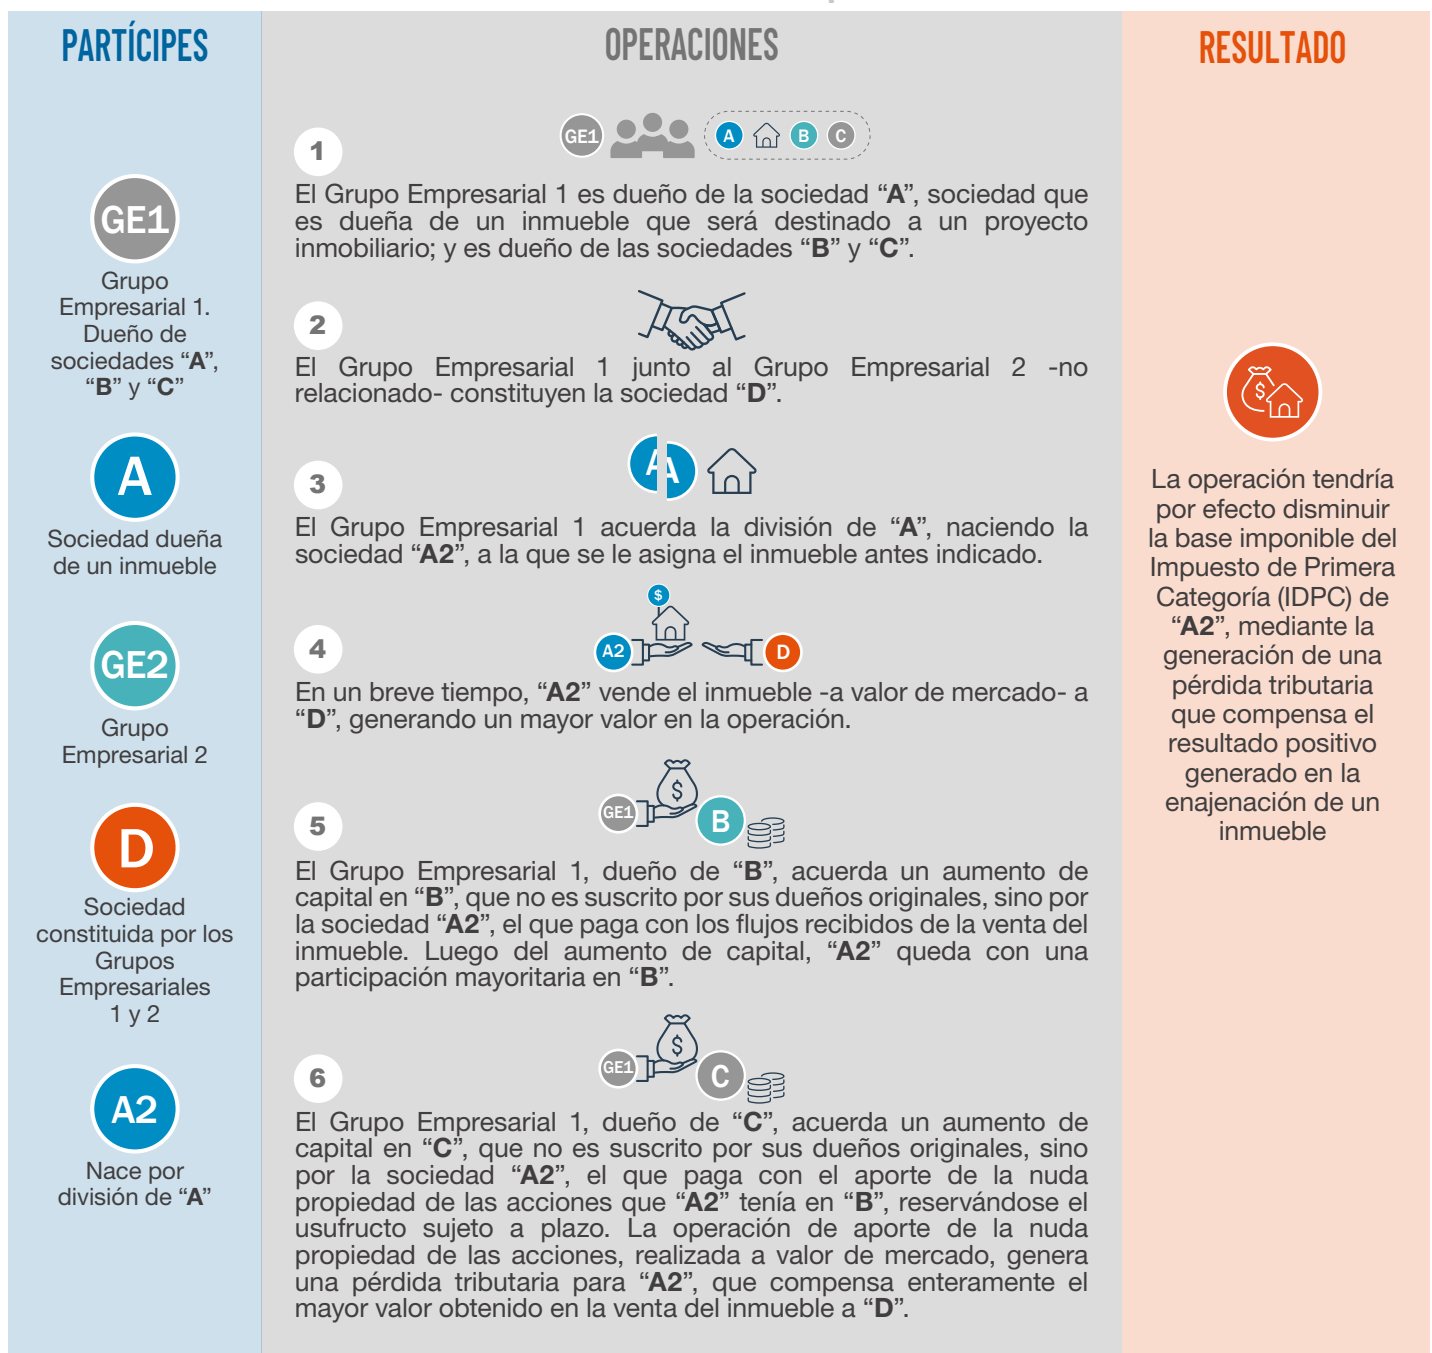 PARTÍCIPES
GE1
Grupo
Empresarial 1.
Dueño de
sociedades “A”,
“B” y “C”
A
Sociedad dueña
de un inmueble
GE2
Grupo
Empresarial 2
D
Sociedad
constituida por los
Grupos
Empresariales
1 y 2
A2
Nace por
división de “A”
OPERACIONES
GE1 A B C
1
El Grupo Empresarial 1 es dueño de la sociedad “A”, sociedad que
es dueña de un inmueble que será destinado a un proyecto
inmobiliario; y es dueño de las sociedades “B” y “C”.
2
El Grupo Empresarial 1 junto al Grupo Empresarial 2 -no
relacionado- constituyen la sociedad “D”.
A A
3
El Grupo Empresarial 1 acuerda la división de “A”, naciendo la
sociedad “A2”, a la que se le asigna el inmueble antes indicado.
$
A2 D
4
En un breve tiempo, “A2” vende el inmueble -a valor de mercado- a
“D”, generando un mayor valor en la operación.
$
GE1 B
5
El Grupo Empresarial 1, dueño de “B”, acuerda un aumento de
capital en “B”, que no es suscrito por sus dueños originales, sino por
la sociedad “A2”, el que paga con los flujos recibidos de la venta del
inmueble. Luego del aumento de capital, “A2” queda con una
participación mayoritaria en “B”.
$
GE1 C
6
El Grupo Empresarial 1, dueño de “C”, acuerda un aumento de
capital en “C”, que no es suscrito por sus dueños originales, sino
por la sociedad “A2”, el que paga con el aporte de la nuda
propiedad de las acciones que “A2” tenía en “B”, reservándose el
usufructo sujeto a plazo. La operación de aporte de la nuda
propiedad de las acciones, realizada a valor de mercado, genera
una pérdida tributaria para “A2”, que compensa enteramente el
mayor valor obtenido en la venta del inmueble a “D”.
RESULTADO
$
La operación tendría
por efecto disminuir
la base imponible del
Impuesto de Primera
Categoría (IDPC) de
“A2”, mediante la
generación de una
pérdida tributaria
que compensa el
resultado positivo
generado en la
enajenación de un
inmueble